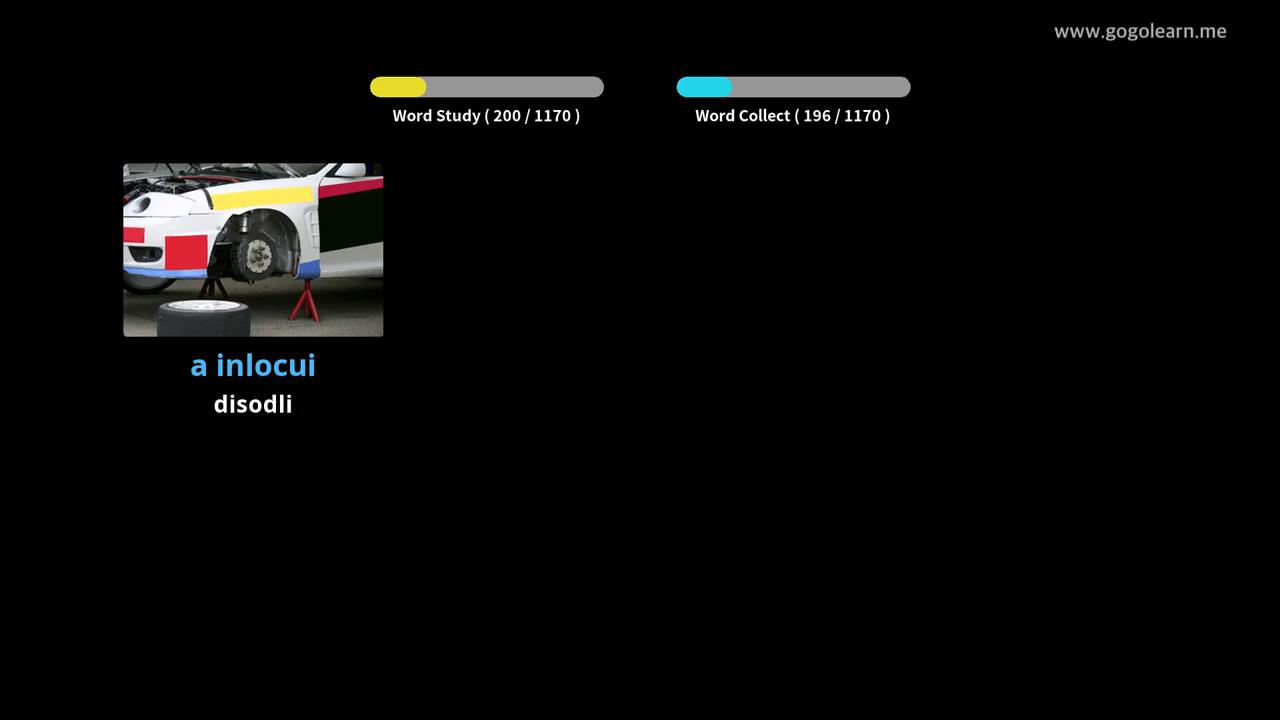 www.gogolearn.me
Word Study ( 200 / 1170 )
Word Collect ( 196 / 1170 )
a inlocui
disodli